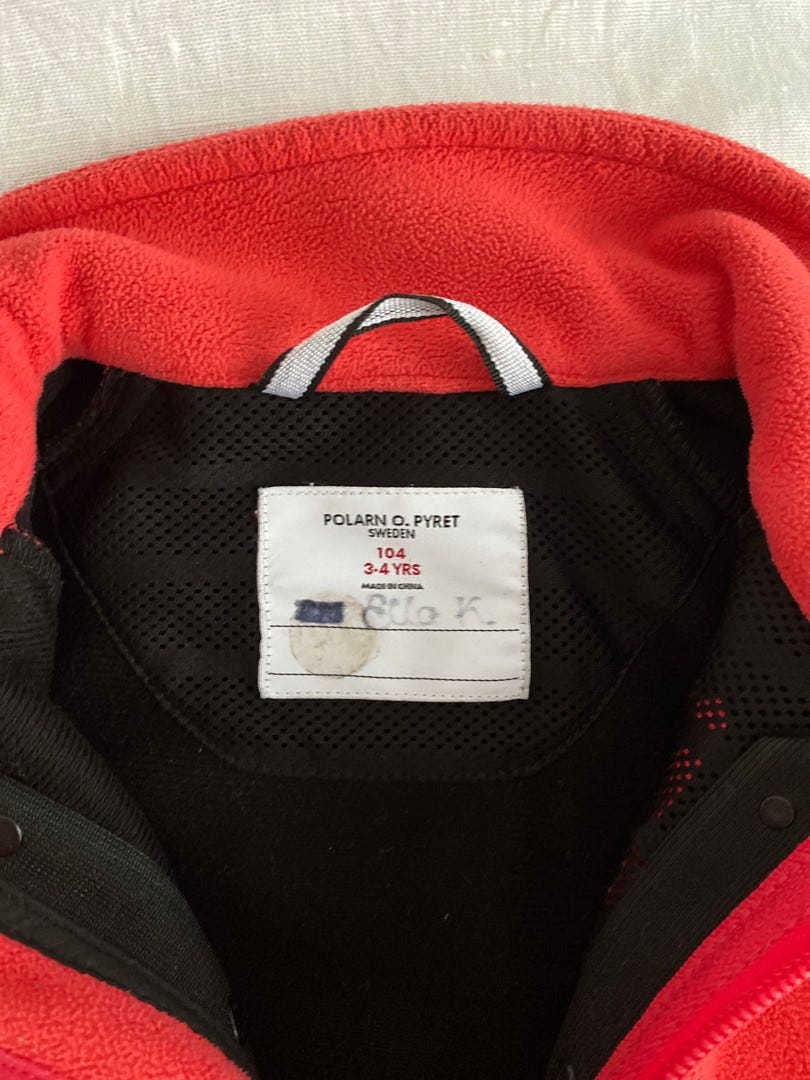 POLARN O. PYRET
SWEDEN
104
3-4 YRS
MADE IN CHINA
K.